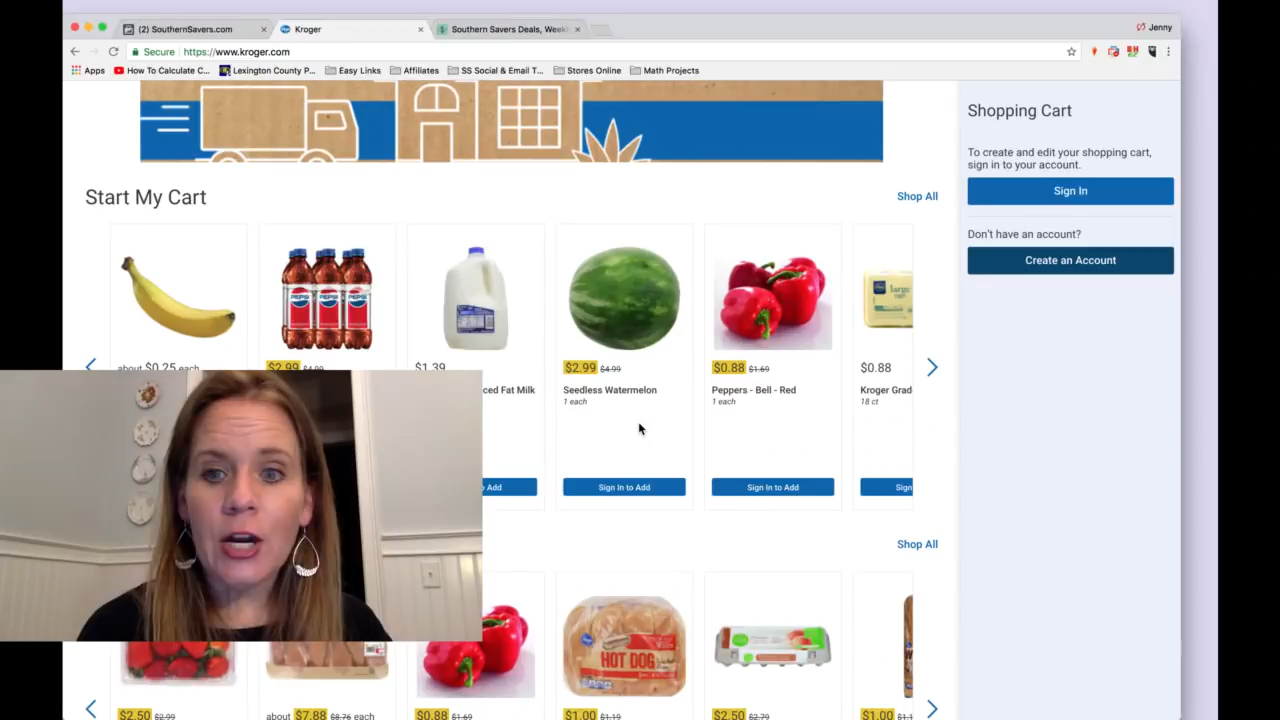 (2) SouthernSavers.com
Kroger
Southern Savers Deals, Week
Jenny
Secure
https://www.kroger.com
Apps
How To Calculate C...
Lexington County P...
Easy Links
Affiliates
SS Social & Email T...
Stores Online
Math Projects
Shopping Cart
To create and edit your shopping cart,
sign in to your account.
Sign In
Don't have an account?
Create an Account
Start My Cart
Shop All
PEPSI
PEPSI
large
about $0.25 each
$2.99 $4.99
$1.39
$2.99 $4.99
$0.88 $1.69
$0.88
ced Fat Milk
Seedless Watermelon
Peppers - Bell - Red
Kroger Grad
1 each
1 each
18 ct
o Add
Sign In to Add
Sign In to Add
Sign
Shop All
HOT DOG
$2.50 $2.99
about $7.88 $8.76 each
$0.88 $1.69
$1.00 $1.19
$2.50 $2.79
$1.00